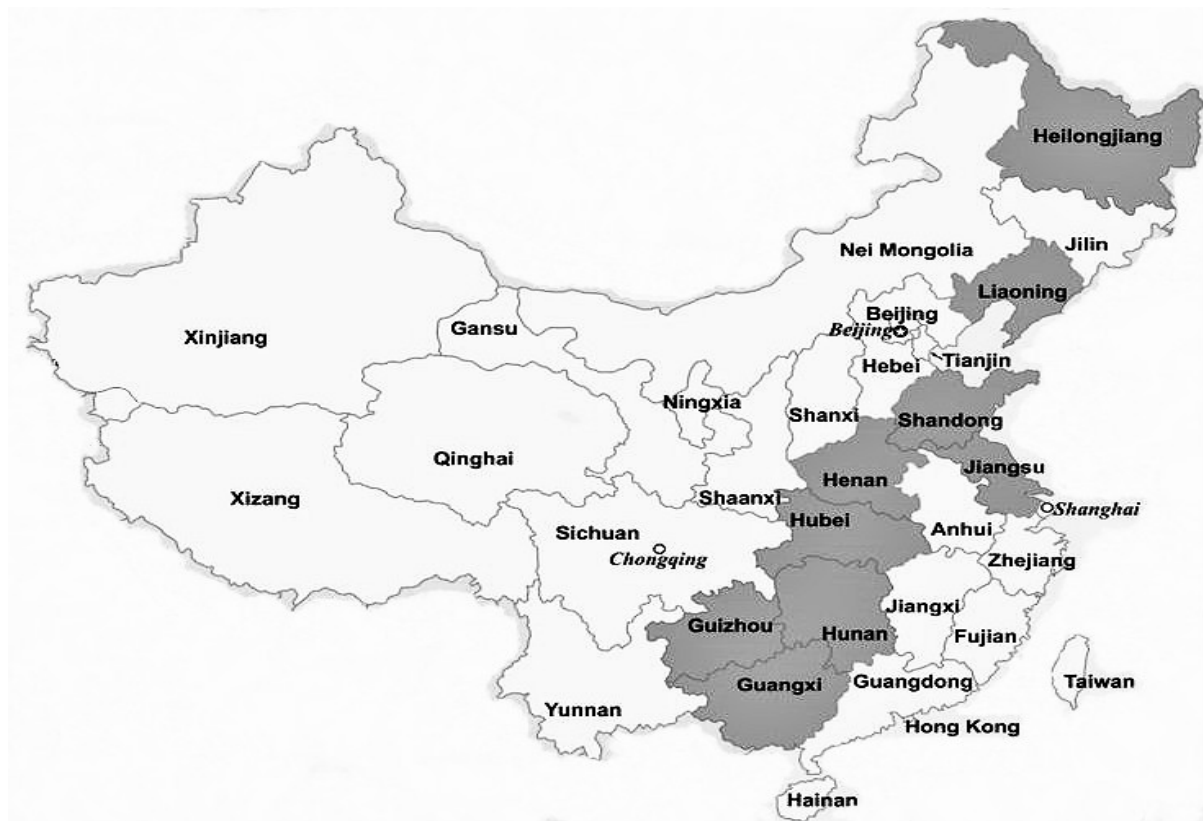 Heilongjiang
Jilin
Nei Mongolia
Liaoning
Beijing
Beijing
Gansu
Xinjiang
Tianjin
Hebei
Ningxia
Shanxi
Shandong
Qinghai
Jiangsu
Henan
Xizang
Shaanxi
Shanghai
Hubei
Anhui
Sichuan
Chongqing
Zhejiang
Jiangxi
Guizhou
Hunan
Fujian
Guangxi
Guangdong
Taiwan
Yunnan
Hong Kong
Hainan